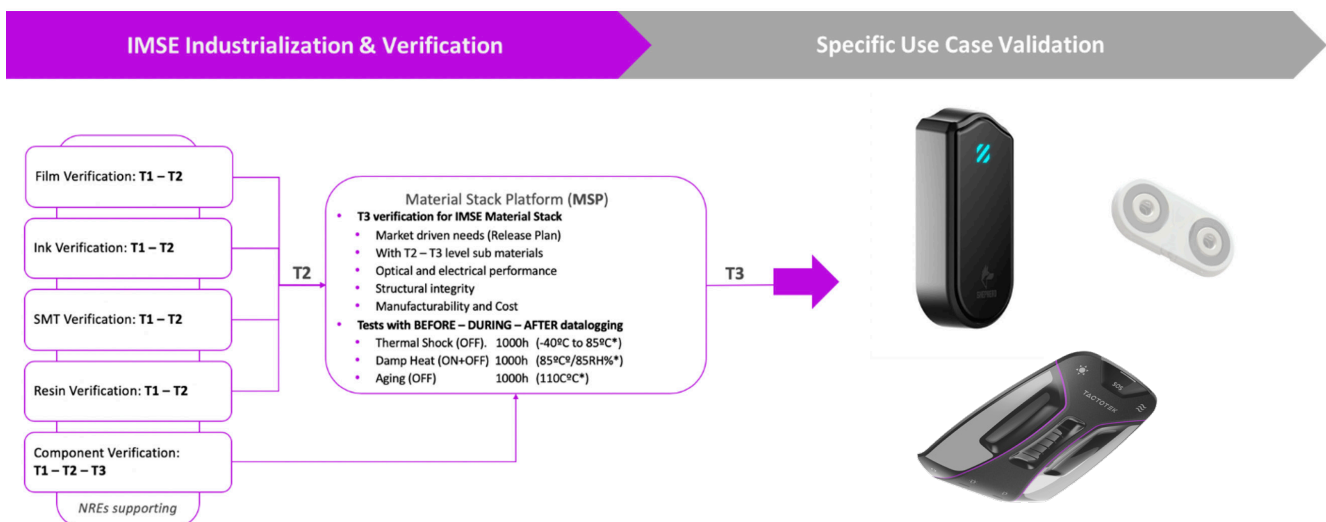 IMSE Industrialization & Verification
Specific Use Case Validation
Film Verification: T1 – T2
Ink Verification: T1 – T2
SMT Verification: T1 – T2
Resin Verification: T1 – T2
Component Verification:
T1 – T2 – T3
NREs supporting
T2
Material Stack Platform (MSP)
• T3 verification for IMSE Material Stack
• Market driven needs (Release Plan)
• With T2 – T3 level sub materials
• Optical and electrical performance
• Structural integrity
• Manufacturability and Cost
• Tests with BEFORE – DURING – AFTER datalogging
• Thermal Shock (OFF). 1000h (-40ºC to 85ºC*)
• Damp Heat (ON+OFF) 1000h (85ºCº/85RH%*)
• Aging (OFF) 1000h (110CºC*)
T3
SOS
TACTOTEK